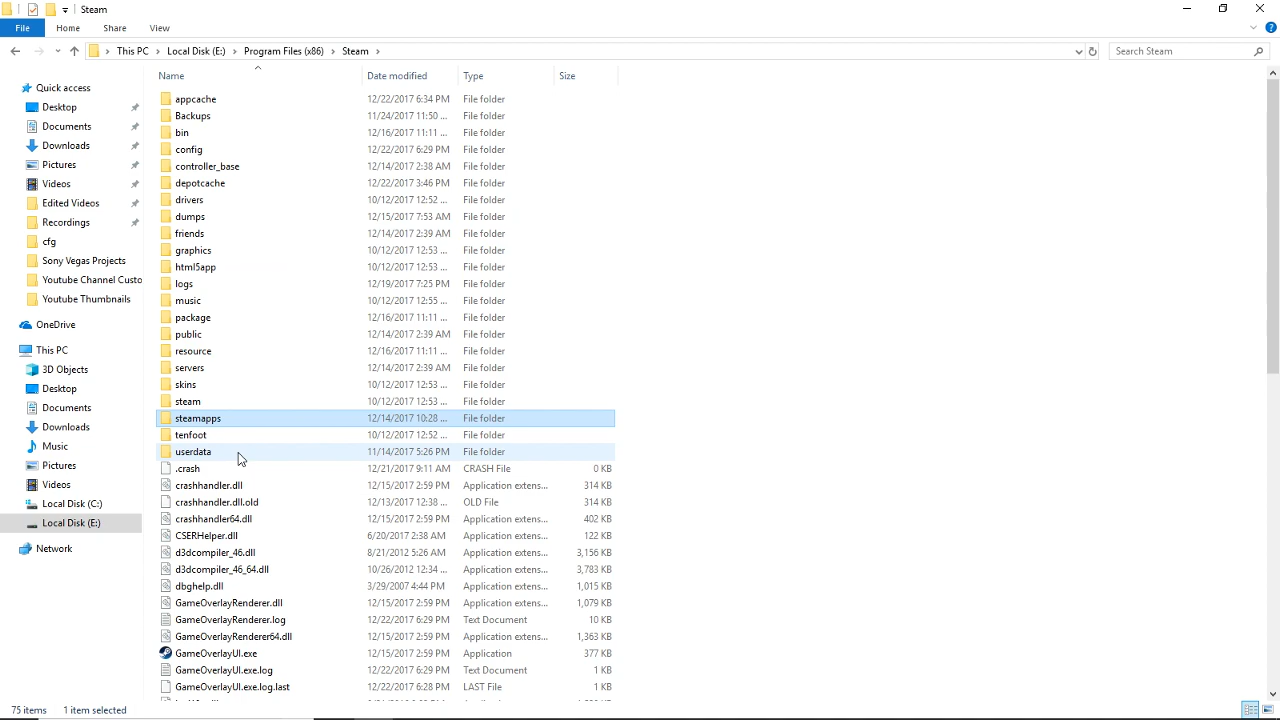 Steam
File Home Share View
This PC Local Disk (E:) Program Files (x86) Steam Search Steam
Name Date modified Type Size
Quick access
Desktop
Documents
Downloads
Pictures
Videos
Edited Videos
Recordings
cfg
Sony Vegas Projects
Youtube Channel Custo
Youtube Thumbnails
OneDrive
This PC
3D Objects
Desktop
Documents
Downloads
Music
Pictures
Videos
Local Disk (C:)
Local Disk (E:)
Network
appcache 12/22/2017 6:34 PM File folder
Backups 11/24/2017 11:50 ... File folder
bin 12/16/2017 11:11 ... File folder
config 12/22/2017 6:29 PM File folder
controller_base 12/14/2017 2:38 AM File folder
depotcache 12/22/2017 3:46 PM File folder
drivers 10/12/2017 12:52 ... File folder
dumps 12/15/2017 7:53 AM File folder
friends 12/14/2017 2:39 AM File folder
graphics 10/12/2017 12:53 ... File folder
html5app 10/12/2017 12:53 ... File folder
logs 12/19/2017 7:25 PM File folder
music 10/12/2017 12:55 ... File folder
package 12/16/2017 11:11 ... File folder
public 12/14/2017 2:39 AM File folder
resource 12/16/2017 11:11 ... File folder
servers 12/14/2017 2:39 AM File folder
skins 10/12/2017 12:53 ... File folder
steam 10/12/2017 12:53 ... File folder
steamapps 12/14/2017 10:28 ... File folder
tenfoot 10/12/2017 12:52 ... File folder
userdata 11/14/2017 5:26 PM File folder
.crash 12/21/2017 9:11 AM CRASH File 0 KB
crashhandler.dll 12/15/2017 2:59 PM Application extens... 314 KB
crashhandler.dll.old 12/13/2017 12:38 ... OLD File 314 KB
crashhandler64.dll 12/15/2017 2:59 PM Application extens... 402 KB
CSERHelper.dll 6/20/2017 2:38 AM Application extens... 122 KB
d3dcompiler_46.dll 8/21/2012 5:26 AM Application extens... 3,156 KB
d3dcompiler_46_64.dll 10/26/2012 12:34 ... Application extens... 3,783 KB
dbghelp.dll 3/29/2007 4:44 PM Application extens... 1,015 KB
GameOverlayRenderer.dll 12/15/2017 2:59 PM Application extens... 1,079 KB
GameOverlayRenderer.log 12/22/2017 6:29 PM Text Document 10 KB
GameOverlayRenderer64.dll 12/15/2017 2:59 PM Application extens... 1,363 KB
GameOverlayUI.exe 12/15/2017 2:59 PM Application 377 KB
GameOverlayUI.exe.log 12/22/2017 6:29 PM Text Document 1 KB
GameOverlayUI.exe.log.last 12/22/2017 6:28 PM LAST File 1 KB
75 items 1 item selected